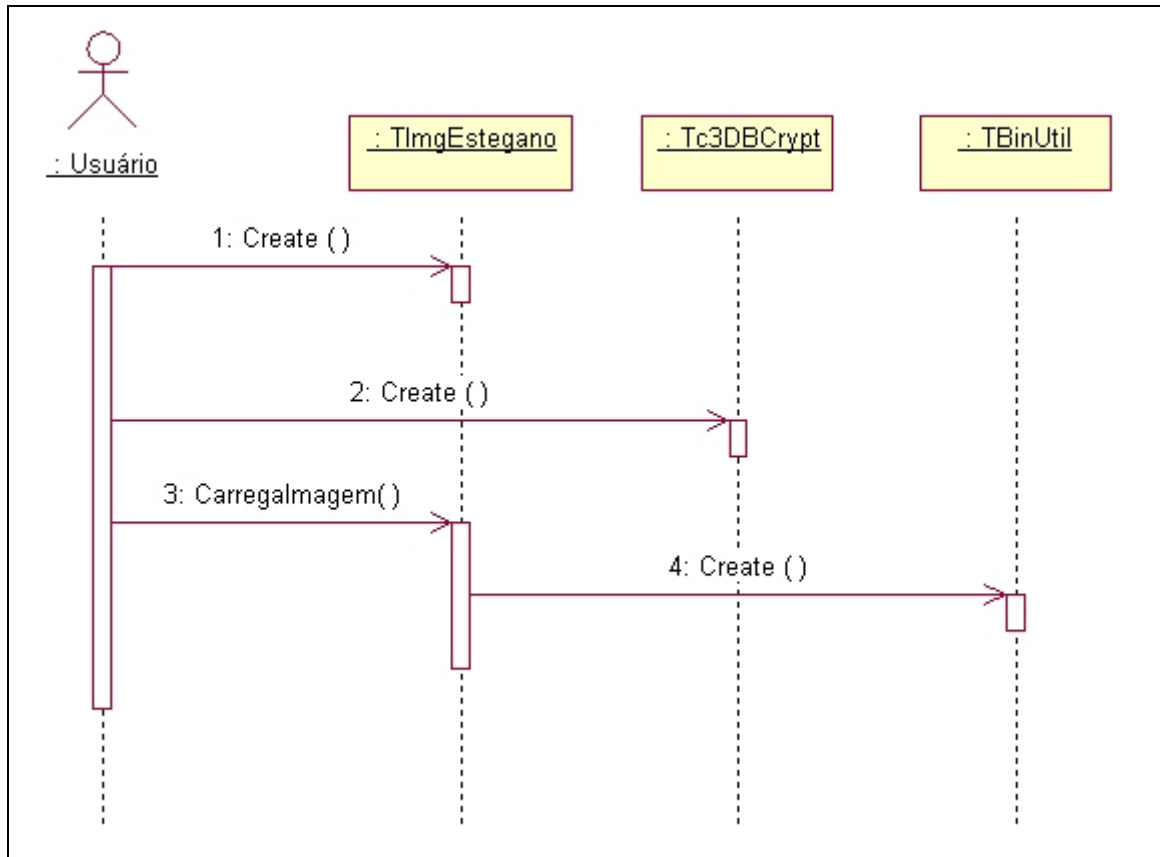 : Usuário
: TImgEstegano
: Tc3DBCrypt
: TBinUtil
1: Create ( )
2: Create ( )
3: CarregaImagem( )
4: Create ( )